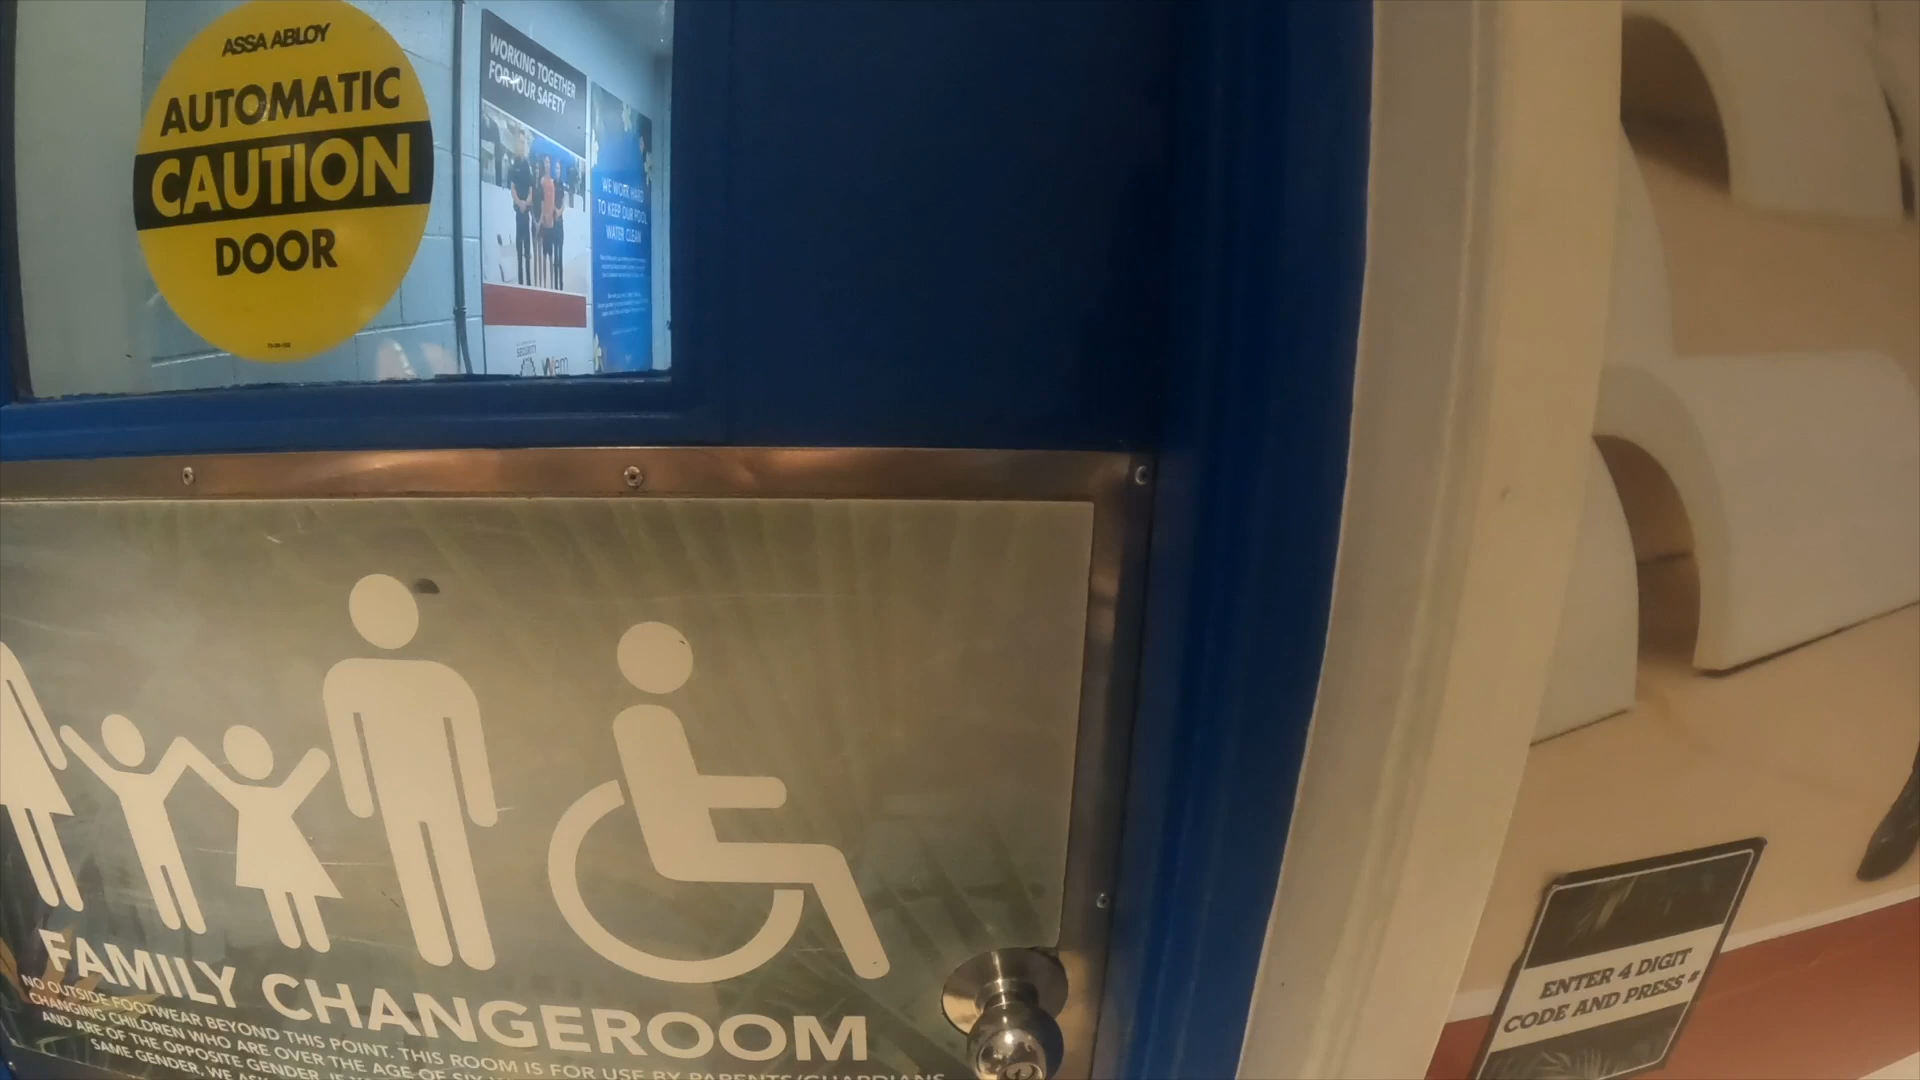 ASSA ABLOY
AUTOMATIC
CAUTION
DOOR
WORKING TOGETHER
FOR YOUR SAFETY
WE WORK HARD
TO KEEP OUR POOL
WATER CLEAN
SECURITY
FAMILY CHANGEROOM
NO OUTSIDE FOOTWEAR BEYOND THIS POINT. THIS ROOM IS FOR USE BY PARENTS/GUARDIANS
CHANGING CHILDREN WHO ARE OVER THE AGE OF SIX
AND ARE OF THE OPPOSITE GENDER.
SAME GENDER, WE
ENTER 4 DIGIT
CODE AND PRESS #